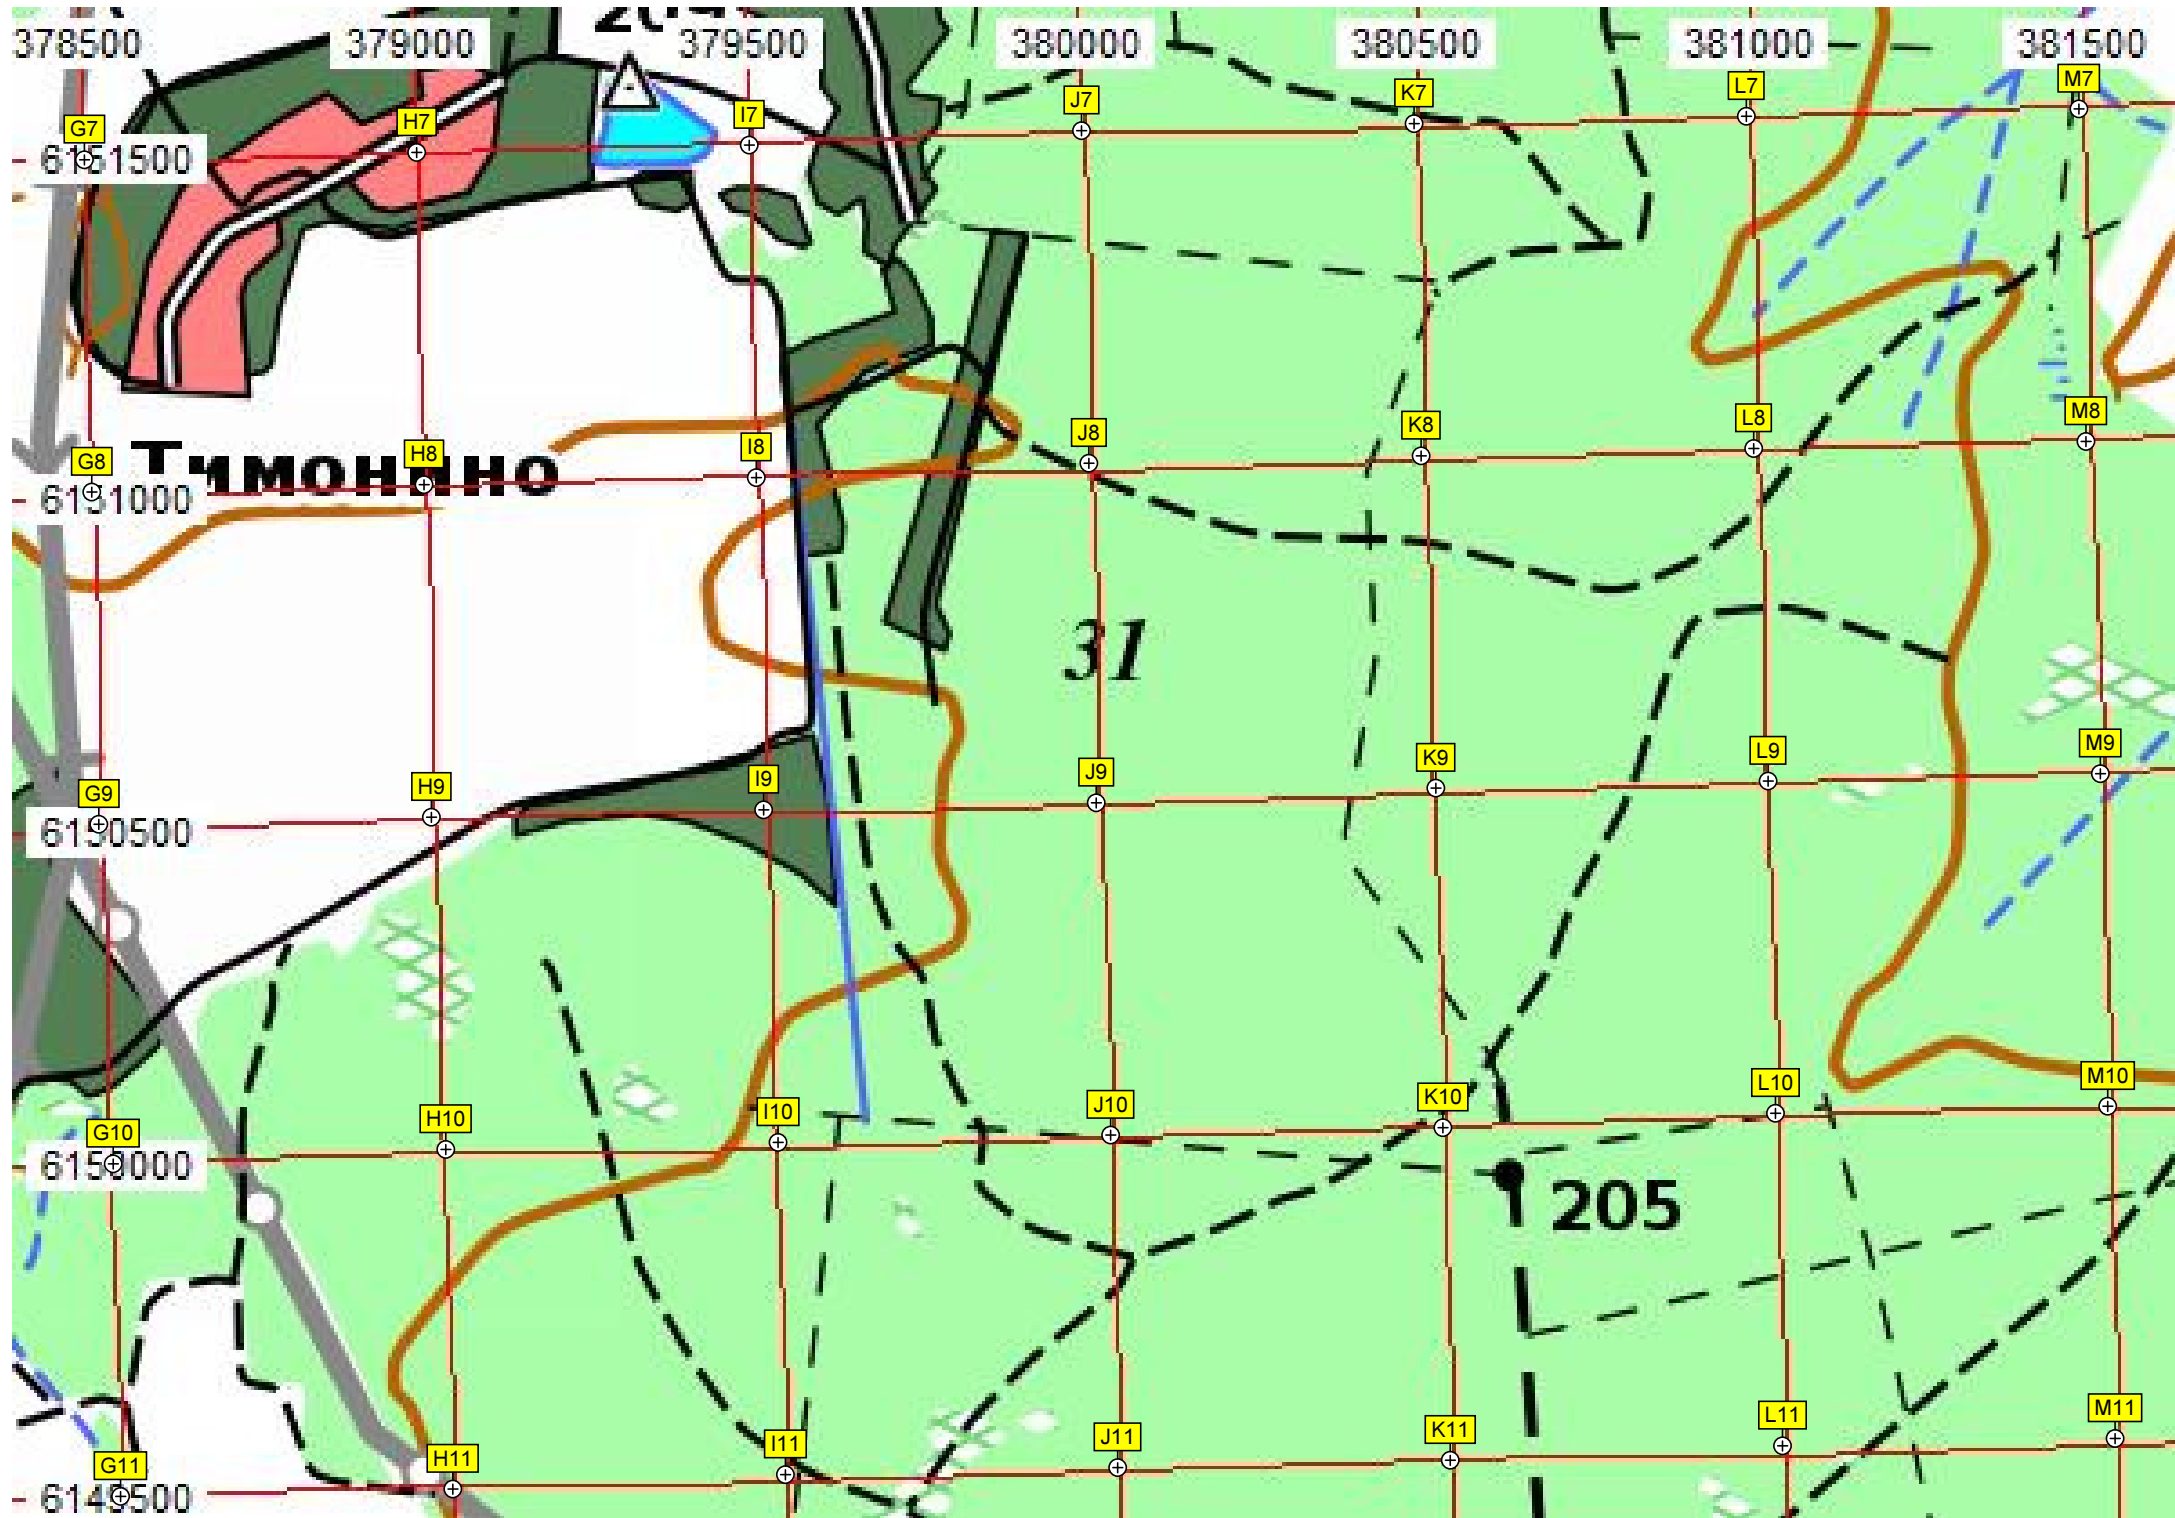 378500 379000 379500 380000 380500 381000 381500
G7 H7 I7 J7 K7 L7 M7
6151500
G8 H8 I8 J8 K8 L8 M8
Тимонино
6151000
31
G9 H9 I9 J9 K9 L9 M9
6150500
G10 H10 I10 J10 K10 L10 M10
6150000
205
G11 H11 I11 J11 K11 L11 M11
6149500